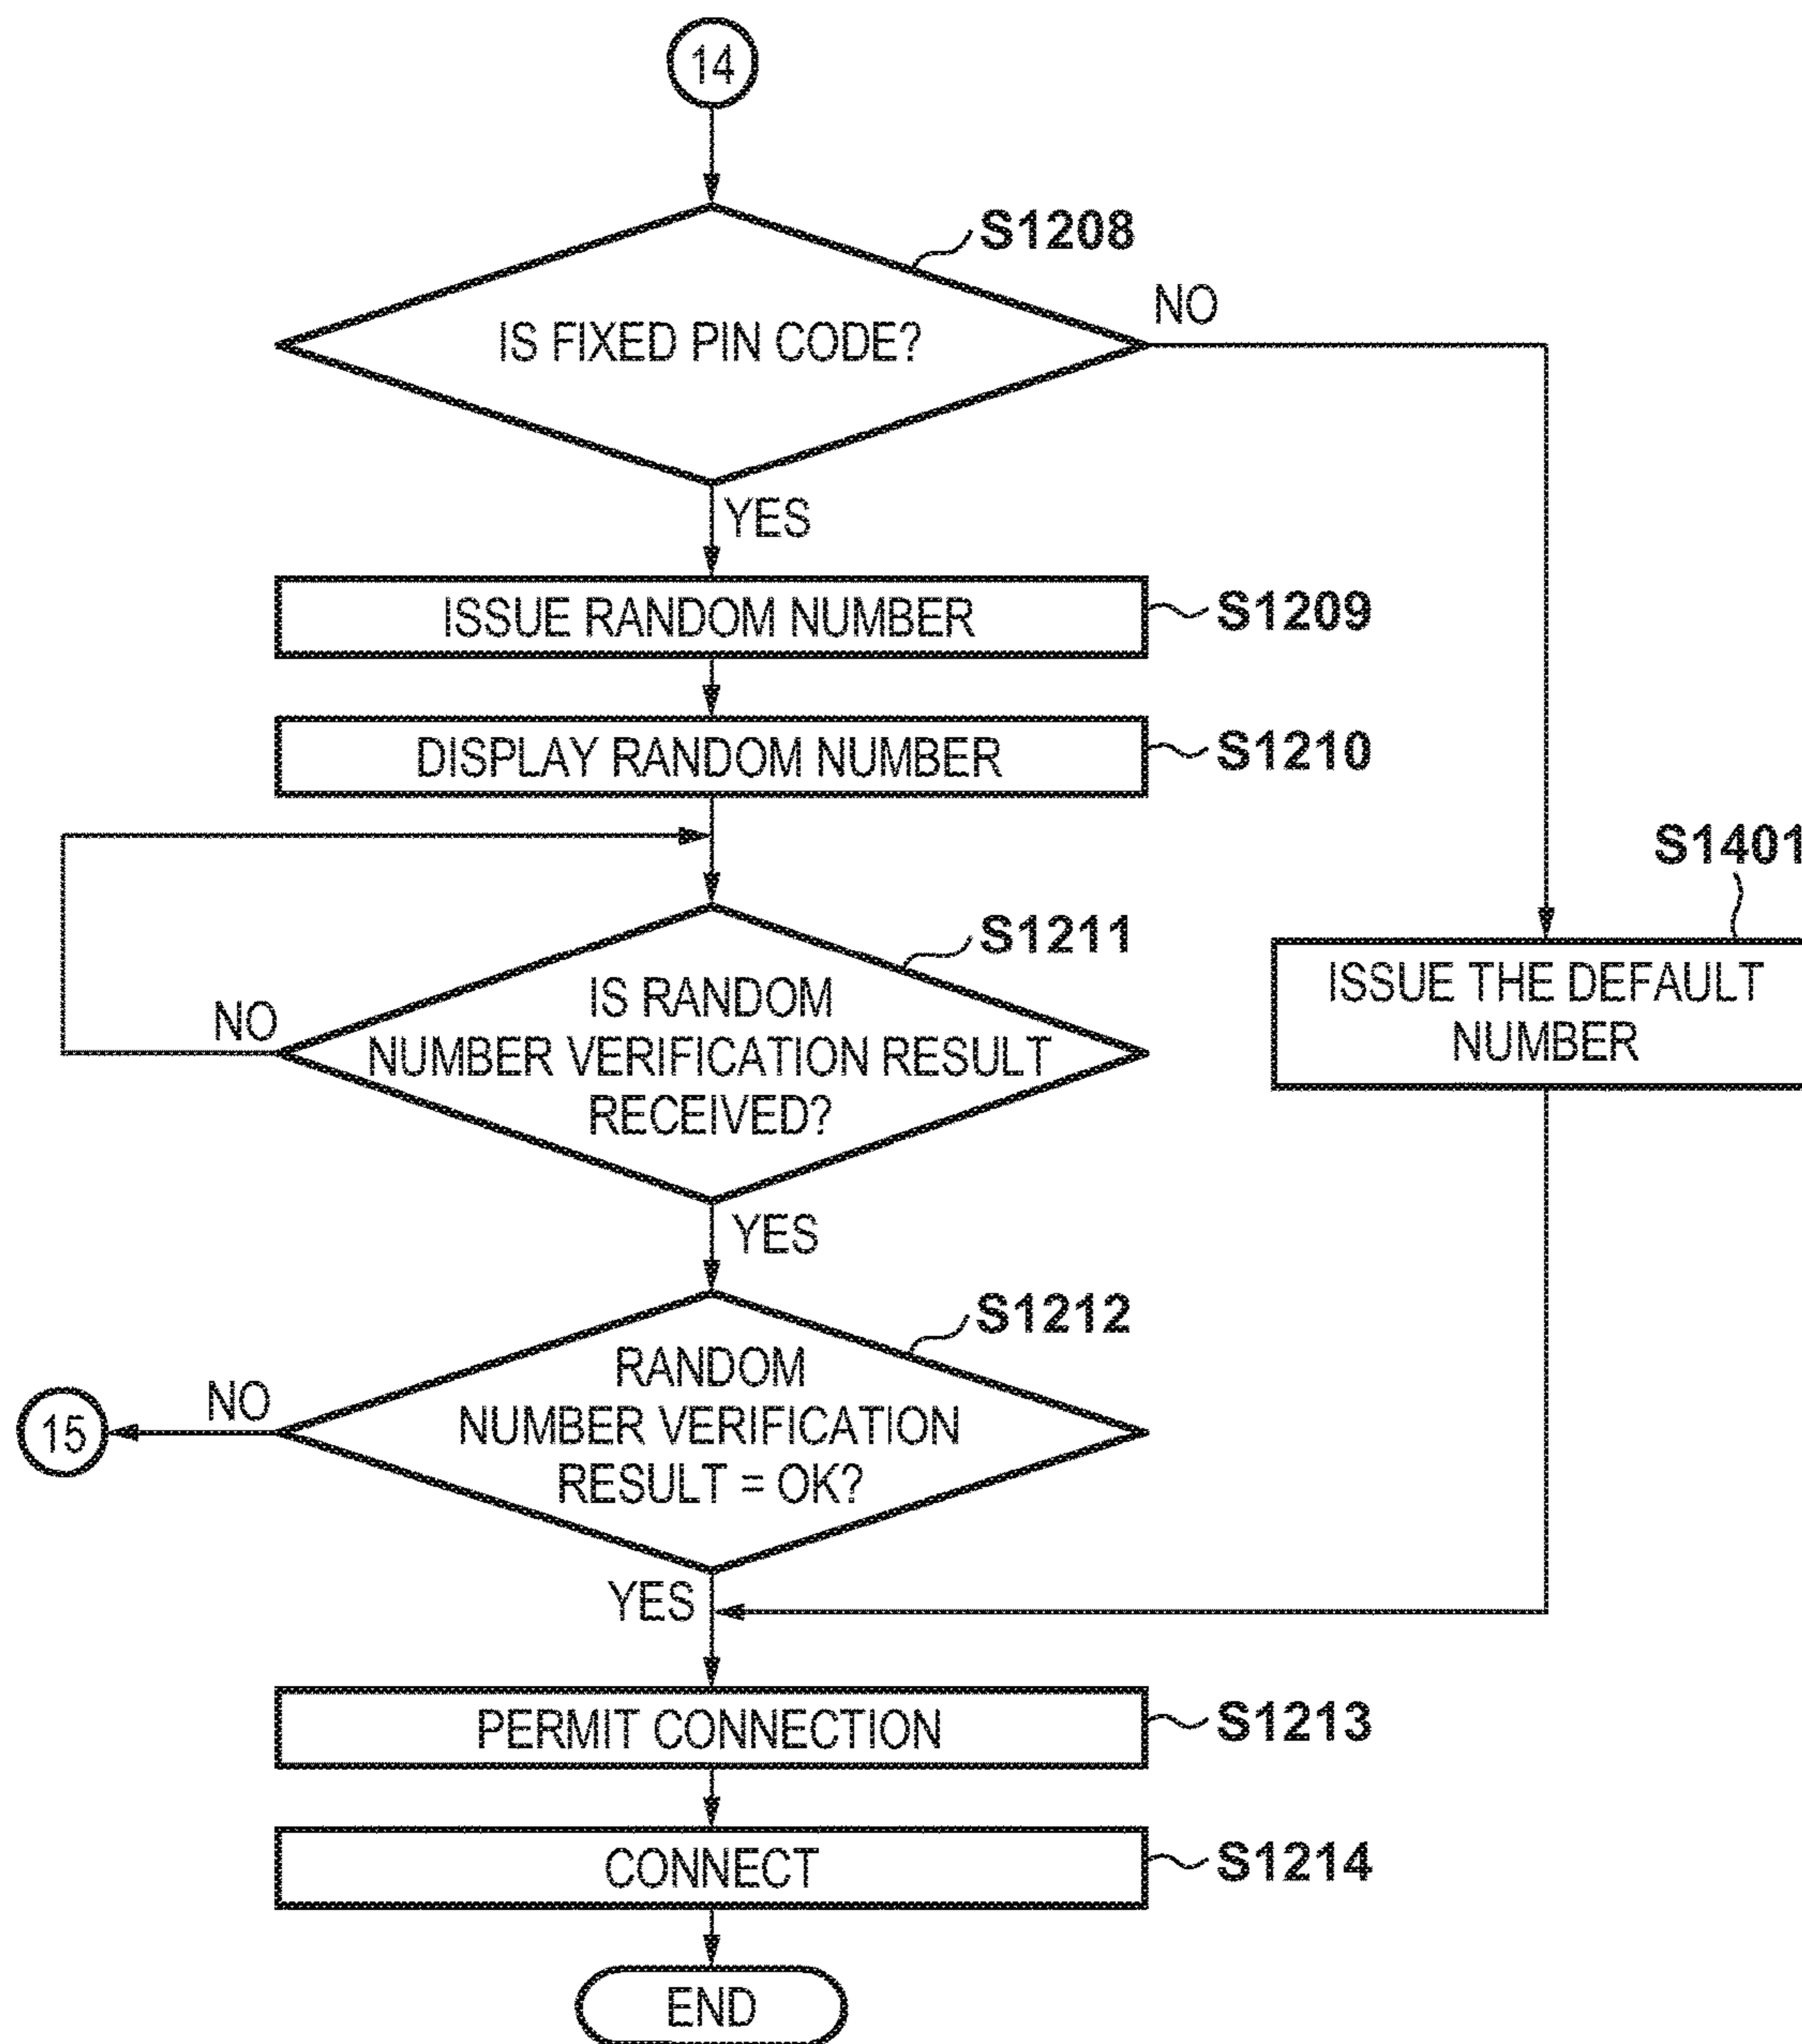 14
S1208
IS FIXED PIN CODE?
NO
YES
ISSUE RANDOM NUMBER
S1209
DISPLAY RANDOM NUMBER
S1210
S1401
ISSUE THE DEFAULT
NUMBER
S1211
IS RANDOM
NUMBER VERIFICATION RESULT
RECEIVED?
NO
YES
S1212
RANDOM
NUMBER VERIFICATION
RESULT = OK?
NO
15
YES
PERMIT CONNECTION
S1213
CONNECT
S1214
END